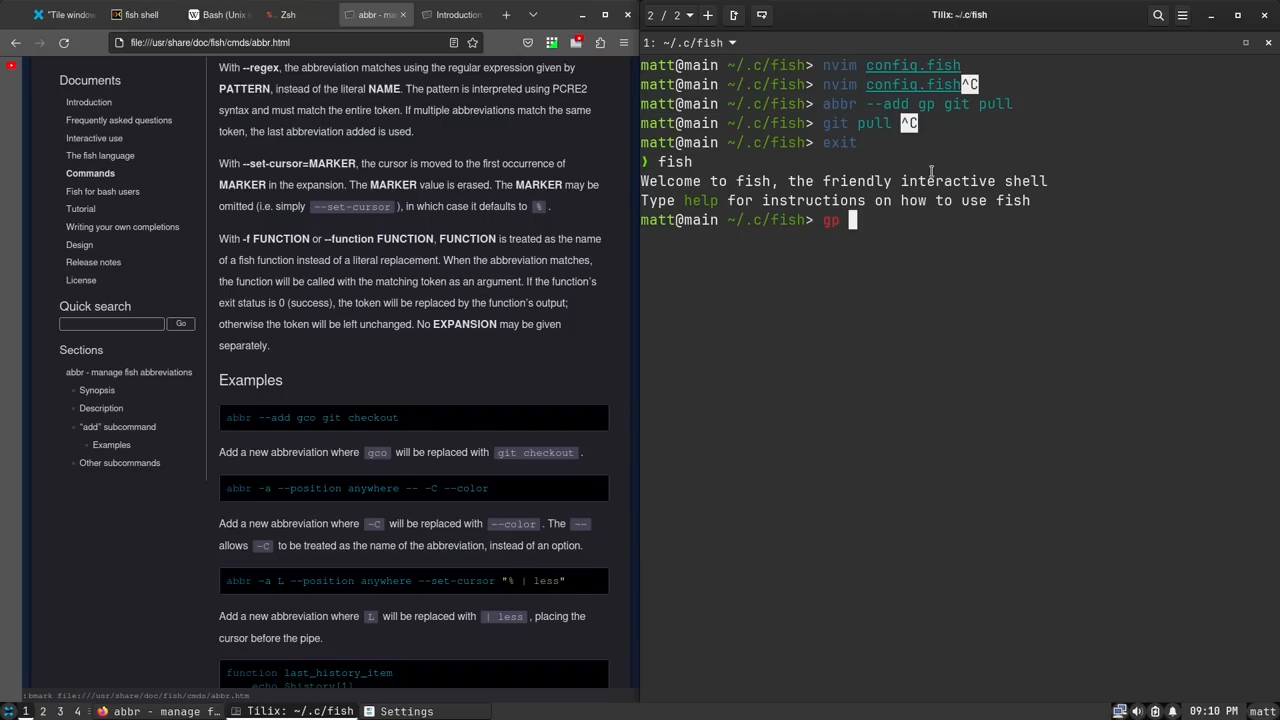 "Tile window
fish shell
Bash (Unix s
Zsh
abbr - ma
Introduction
file:///usr/share/doc/fish/cmds/abbr.html
Documents
Introduction
Frequently asked questions
Interactive use
The fish language
Commands
Fish for bash users
Tutorial
Writing your own completions
Design
Release notes
License
Quick search
Go
Sections
abbr - manage fish abbreviations
Synopsis
Description
“add” subcommand
Examples
Other subcommands
With --regex, the abbreviation matches using the regular expression given by
PATTERN, instead of the literal NAME. The pattern is interpreted using PCRE2
syntax and must match the entire token. If multiple abbreviations match the same
token, the last abbreviation added is used.
With --set-cursor=MARKER, the cursor is moved to the first occurrence of
MARKER in the expansion. The MARKER value is erased. The MARKER may be
omitted (i.e. simply --set-cursor ), in which case it defaults to % .
With -f FUNCTION or --function FUNCTION, FUNCTION is treated as the name
of a fish function instead of a literal replacement. When the abbreviation matches,
the function will be called with the matching token as an argument. If the function’s
exit status is 0 (success), the token will be replaced by the function’s output;
otherwise the token will be left unchanged. No EXPANSION may be given
separately.
Examples
abbr --add gco git checkout
Add a new abbreviation where gco will be replaced with git checkout .
abbr -a --position anywhere -- -C --color
Add a new abbreviation where -C will be replaced with --color . The --
allows -C to be treated as the name of the abbreviation, instead of an option.
abbr -a L --position anywhere --set-cursor "% | less"
Add a new abbreviation where L will be replaced with | less , placing the
cursor before the pipe.
function last_history_item
echo $history[1]
:bmark file:///usr/share/doc/fish/cmds/abbr.htm
2 / 2
Tilix: ~/.c/fish
1: ~/.c/fish
matt@main ~/.c/fish> nvim config.fish
matt@main ~/.c/fish> nvim config.fish^C
matt@main ~/.c/fish> abbr --add gp git pull
matt@main ~/.c/fish> git pull ^C
matt@main ~/.c/fish> exit
❯ fish
Welcome to fish, the friendly interactive shell
Type help for instructions on how to use fish
matt@main ~/.c/fish> gp
1 2 3 4
abbr - manage f...
Tilix: ~/.c/fish
Settings
09:10 PM
matt